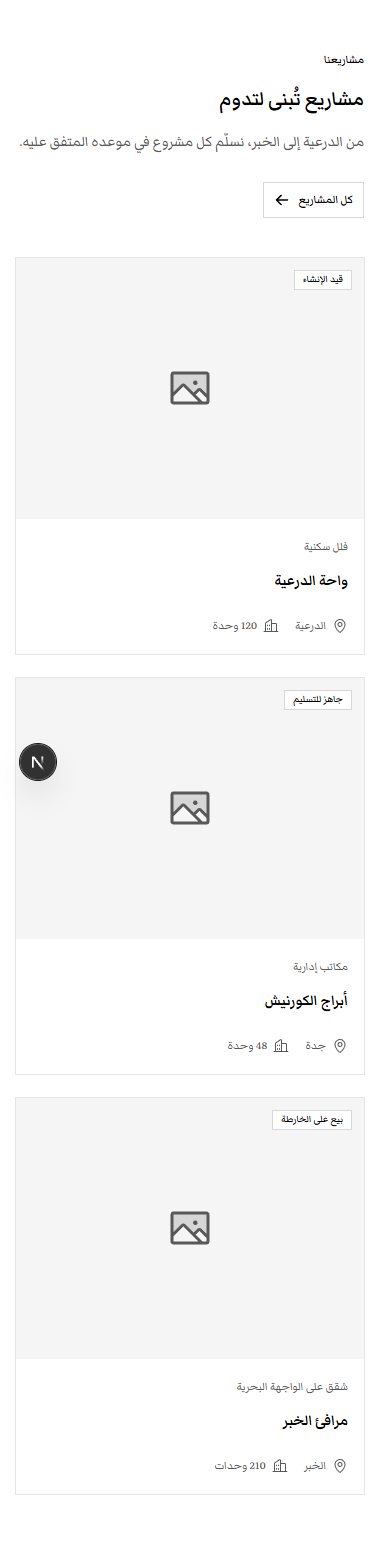 مشاريعنا
مشاريع تُبنى لتدوم
من الدرعية إلى الخبر، نسلّم كل مشروع في موعده المتفق عليه.
كل المشاريع
قيد الإنشاء
فلل سكنية
واحة الدرعية
الدرعية 120 وحدة
جاهز للتسليم
N
مكاتب إدارية
أبراج الكورنيش
جدة 48 وحدة
بيع على الخارطة
شقق على الواجهة البحرية
مرافئ الخبر
الخبر 210 وحدات